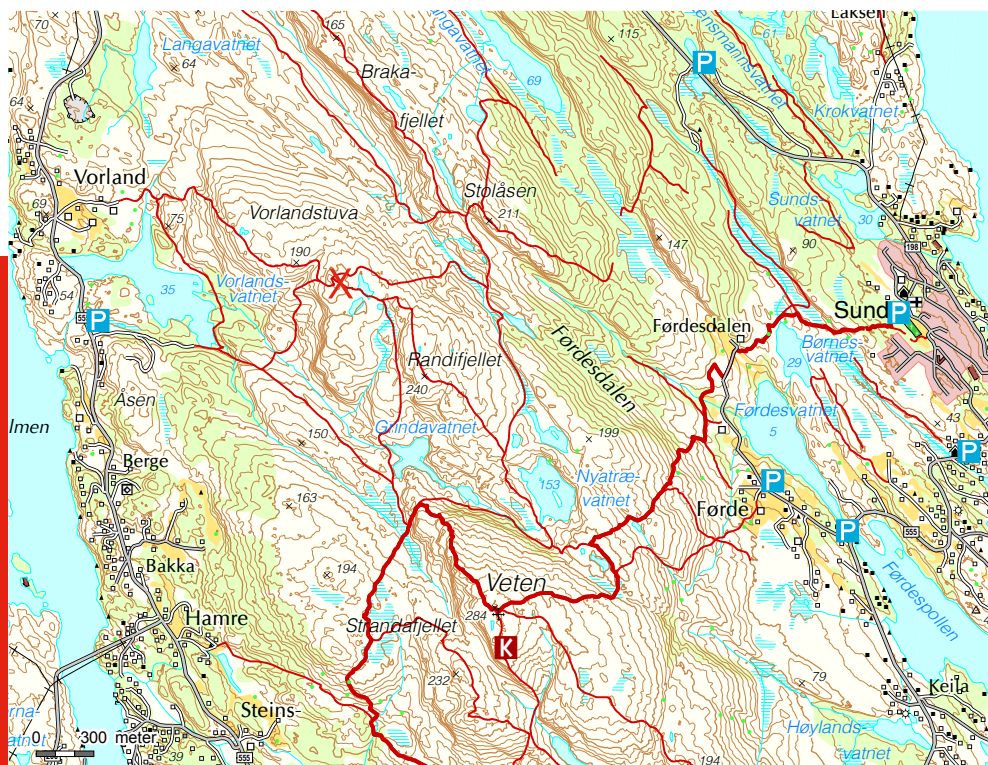 70
165
Langavatnet
64
Braka-
fjellet
115
Laksen
P
61
69
Krokvatnet
64
Vorland
75
69
Vorlandstuva
190
Stolåsen
211
147
Sunds-
vatnet
30
90
198
35
Vorlands-
vatnet
54
P
Sund
P
Førdesdalen
Børnes-
vatnet
29
Førdesdalen
Randifjellet
240
Åsen
lmen
Førdesvatnet
5
43
Grindavatnet
150
199
Berge
163
153
Nyatræ-
vatnet
P
P
Førde
P
555
Bakka
194
Veten
284
Førdespollen
Hamre
Strandafjellet
K
232
79
Keila
Steins-
Høylands-
vatnet
0 300 meter
39
555
194